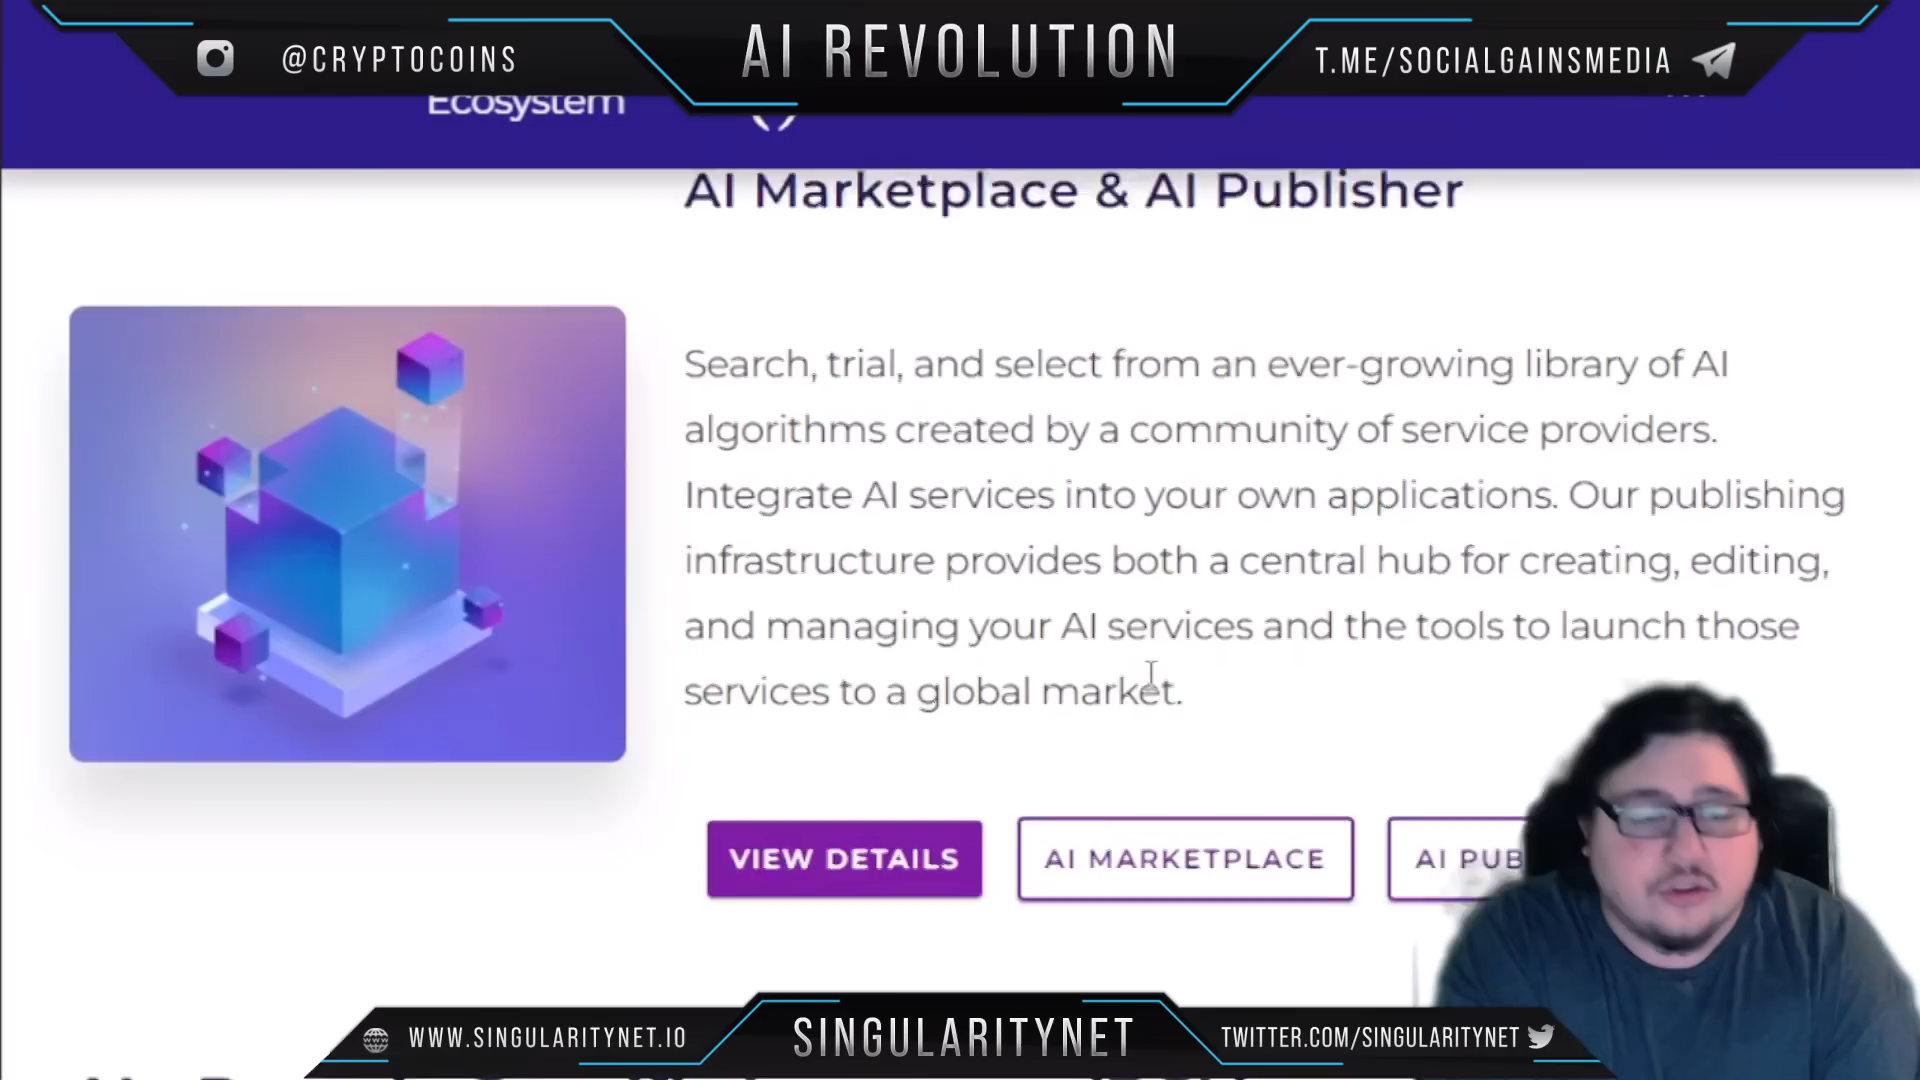 @CRYPTOCOINS
AI REVOLUTION
T.ME/SOCIALGAINSMEDIA
Ecosystem
AI Marketplace & AI Publisher
Search, trial, and select from an ever-growing library of AI
algorithms created by a community of service providers.
Integrate AI services into your own applications. Our publishing
infrastructure provides both a central hub for creating, editing,
and managing your AI services and the tools to launch those
services to a global market.
VIEW DETAILS
AI MARKETPLACE
AI PUB
WWW.SINGULARITYNET.IO
SINGULARITYNET
TWITTER.COM/SINGULARITYNET